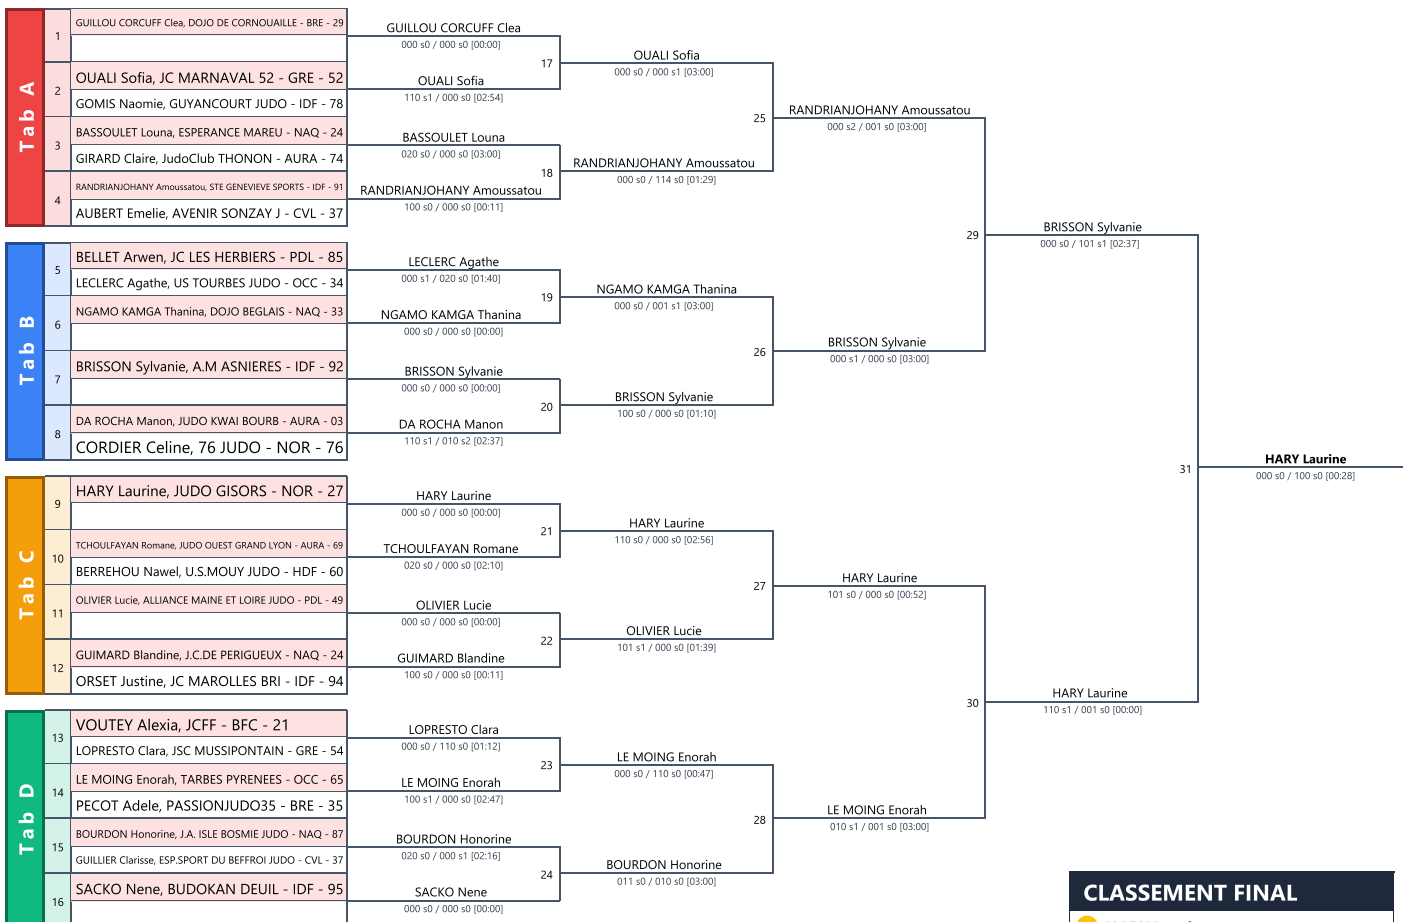 Tab A
1
GUILLOU CORCUFF Clea, DOJO DE CORNOUAILLE - BRE - 29
2
OUALI Sofia, JC MARNAVAL 52 - GRE - 52
GOMIS Naomie, GUYANCOURT JUDO - IDF - 78
3
BASSOULET Louna, ESPERANCE MAREU - NAQ - 24
GIRARD Claire, JudoClub THONON - AURA - 74
4
RANDRIANJOHANY Amoussatou, STE GENEVIEVE SPORTS - IDF - 91
AUBERT Emelie, AVENIR SONZAY J - CVL - 37
Tab B
5
BELLET Arwen, JC LES HERBIERS - PDL - 85
LECLERC Agathe, US TOURBES JUDO - OCC - 34
6
NGAMO KAMGA Thanina, DOJO BEGLAIS - NAQ - 33
7
BRISSON Sylvanie, A.M ASNIERES - IDF - 92
8
DA ROCHA Manon, JUDO KWAI BOURB - AURA - 03
CORDIER Celine, 76 JUDO - NOR - 76
Tab C
9
HARY Laurine, JUDO GISORS - NOR - 27
10
TCHOULFAYAN Romane, JUDO OUEST GRAND LYON - AURA - 69
BERREHOU Nawel, U.S.MOUY JUDO - HDF - 60
11
OLIVIER Lucie, ALLIANCE MAINE ET LOIRE JUDO - PDL - 49
12
GUIMARD Blandine, J.C.DE PERIGUEUX - NAQ - 24
ORSET Justine, JC MAROLLES BRI - IDF - 94
Tab D
13
VOUTEY Alexia, JCFF - BFC - 21
LOPRESTO Clara, JSC MUSSIPONTAIN - GRE - 54
14
LE MOING Enorah, TARBES PYRENEES - OCC - 65
PECOT Adele, PASSIONJUDO35 - BRE - 35
15
BOURDON Honorine, J.A. ISLE BOSMIE JUDO - NAQ - 87
GUILLIER Clarisse, ESP.SPORT DU BEFFROI JUDO - CVL - 37
16
SACKO Nene, BUDOKAN DEUIL - IDF - 95
GUILLOU CORCUFF Clea
000 s0 / 000 s0 [00:00]
17
OUALI Sofia
110 s1 / 000 s0 [02:54]
BASSOULET Louna
020 s0 / 000 s0 [03:00]
18
RANDRIANJOHANY Amoussatou
100 s0 / 000 s0 [00:11]
LECLERC Agathe
000 s1 / 020 s0 [01:40]
19
NGAMO KAMGA Thanina
000 s0 / 000 s0 [00:00]
BRISSON Sylvanie
000 s0 / 000 s0 [00:00]
20
DA ROCHA Manon
110 s1 / 010 s2 [02:37]
HARY Laurine
000 s0 / 000 s0 [00:00]
21
TCHOULFAYAN Romane
020 s0 / 000 s0 [02:10]
OLIVIER Lucie
000 s0 / 000 s0 [00:00]
22
GUIMARD Blandine
100 s0 / 000 s0 [00:11]
LOPRESTO Clara
000 s0 / 110 s0 [01:12]
23
LE MOING Enorah
100 s1 / 000 s0 [02:47]
BOURDON Honorine
020 s0 / 000 s1 [02:16]
24
SACKO Nene
000 s0 / 000 s0 [00:00]
OUALI Sofia
000 s0 / 000 s1 [03:00]
25
RANDRIANJOHANY Amoussatou
000 s0 / 114 s0 [01:29]
NGAMO KAMGA Thanina
000 s0 / 001 s1 [03:00]
26
BRISSON Sylvanie
100 s0 / 000 s0 [01:10]
HARY Laurine
110 s0 / 000 s0 [02:56]
27
OLIVIER Lucie
101 s1 / 000 s0 [01:39]
LE MOING Enorah
000 s0 / 110 s0 [00:47]
28
BOURDON Honorine
011 s0 / 010 s0 [03:00]
RANDRIANJOHANY Amoussatou
000 s2 / 001 s0 [03:00]
29
BRISSON Sylvanie
000 s1 / 000 s0 [03:00]
HARY Laurine
101 s0 / 000 s0 [00:52]
30
LE MOING Enorah
010 s1 / 001 s0 [03:00]
BRISSON Sylvanie
000 s0 / 101 s1 [02:37]
31
HARY Laurine
110 s1 / 001 s0 [00:00]
HARY Laurine
000 s0 / 100 s0 [00:28]
CLASSEMENT FINAL